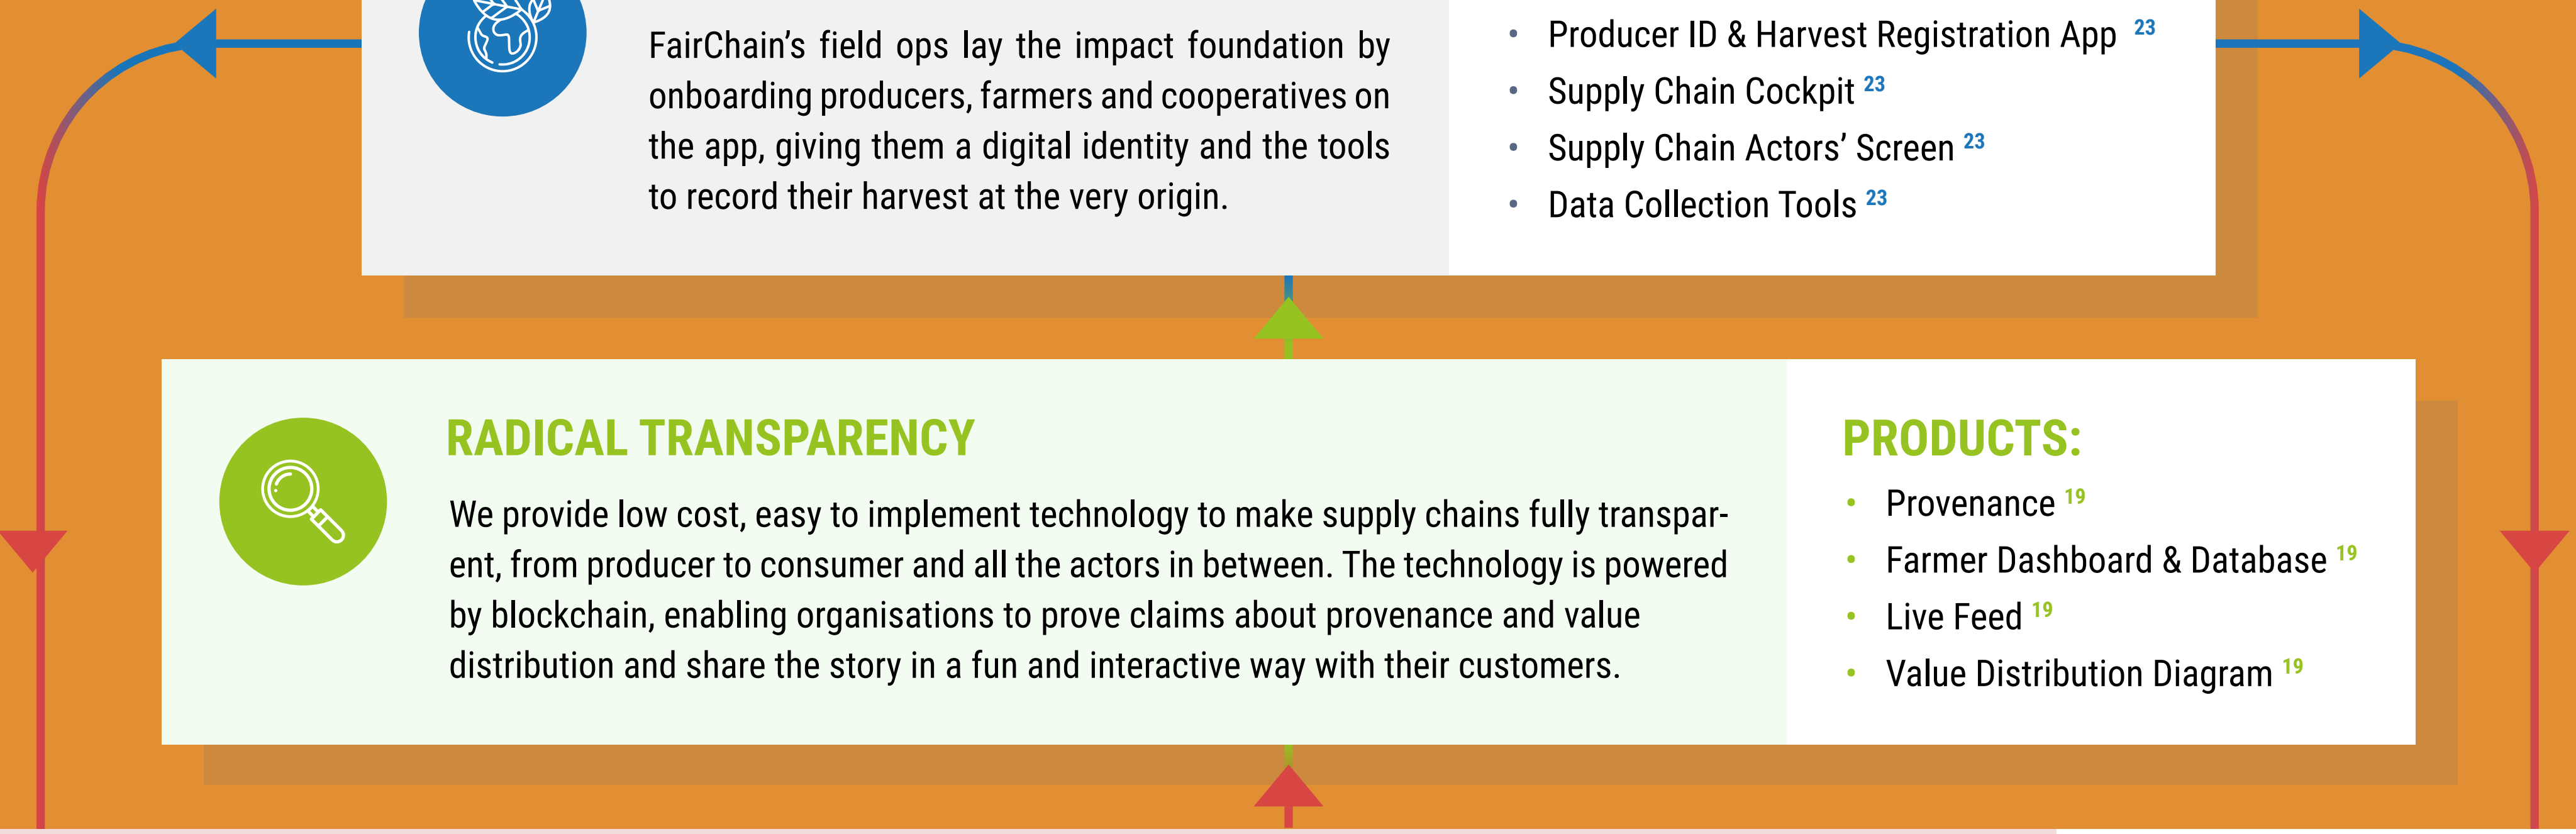 FairChain’s field ops lay the impact foundation by
onboarding producers, farmers and cooperatives on
the app, giving them a digital identity and the tools
to record their harvest at the very origin.
• Producer ID & Harvest Registration App 23
• Supply Chain Cockpit 23
• Supply Chain Actors’ Screen 23
• Data Collection Tools 23
RADICAL TRANSPARENCY
We provide low cost, easy to implement technology to make supply chains fully transpar-
ent, from producer to consumer and all the actors in between. The technology is powered
by blockchain, enabling organisations to prove claims about provenance and value
distribution and share the story in a fun and interactive way with their customers.
PRODUCTS:
• Provenance 19
• Farmer Dashboard & Database 19
• Live Feed 19
• Value Distribution Diagram 19